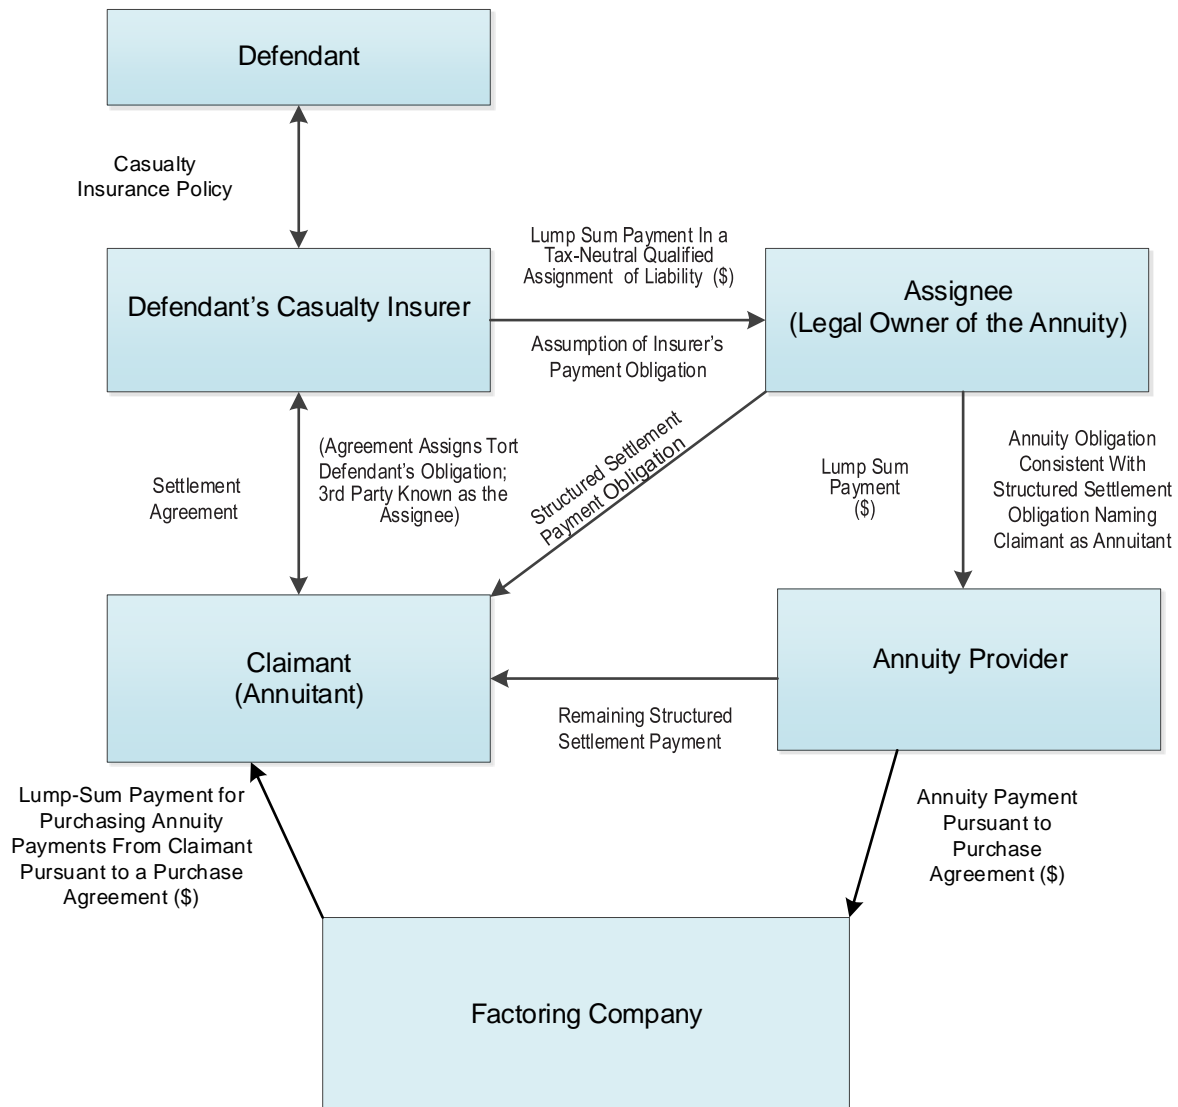 Defendant
Casualty
Insurance Policy
Lump Sum Payment In a
Tax-Neutral Qualified
Assignment of Liability ($)
Defendant's Casualty Insurer
Assignee
(Legal Owner of the Annuity)
Assumption of Insurer's
Payment Obligation
Settlement
Agreement
(Agreement Assigns Tort
Defendant's Obligation;
3rd Party Known as the
Assignee)
Structured Settlement
Payment Obligation
Lump Sum
Payment
($)
Annuity Obligation
Consistent With
Structured Settlement
Obligation Naming
Claimant as Annuitant
Claimant
(Annuitant)
Annuity Provider
Remaining Structured
Settlement Payment
Lump-Sum Payment for
Purchasing Annuity
Payments From Claimant
Pursuant to a Purchase
Agreement ($)
Annuity Payment
Pursuant to
Purchase
Agreement ($)
Factoring Company